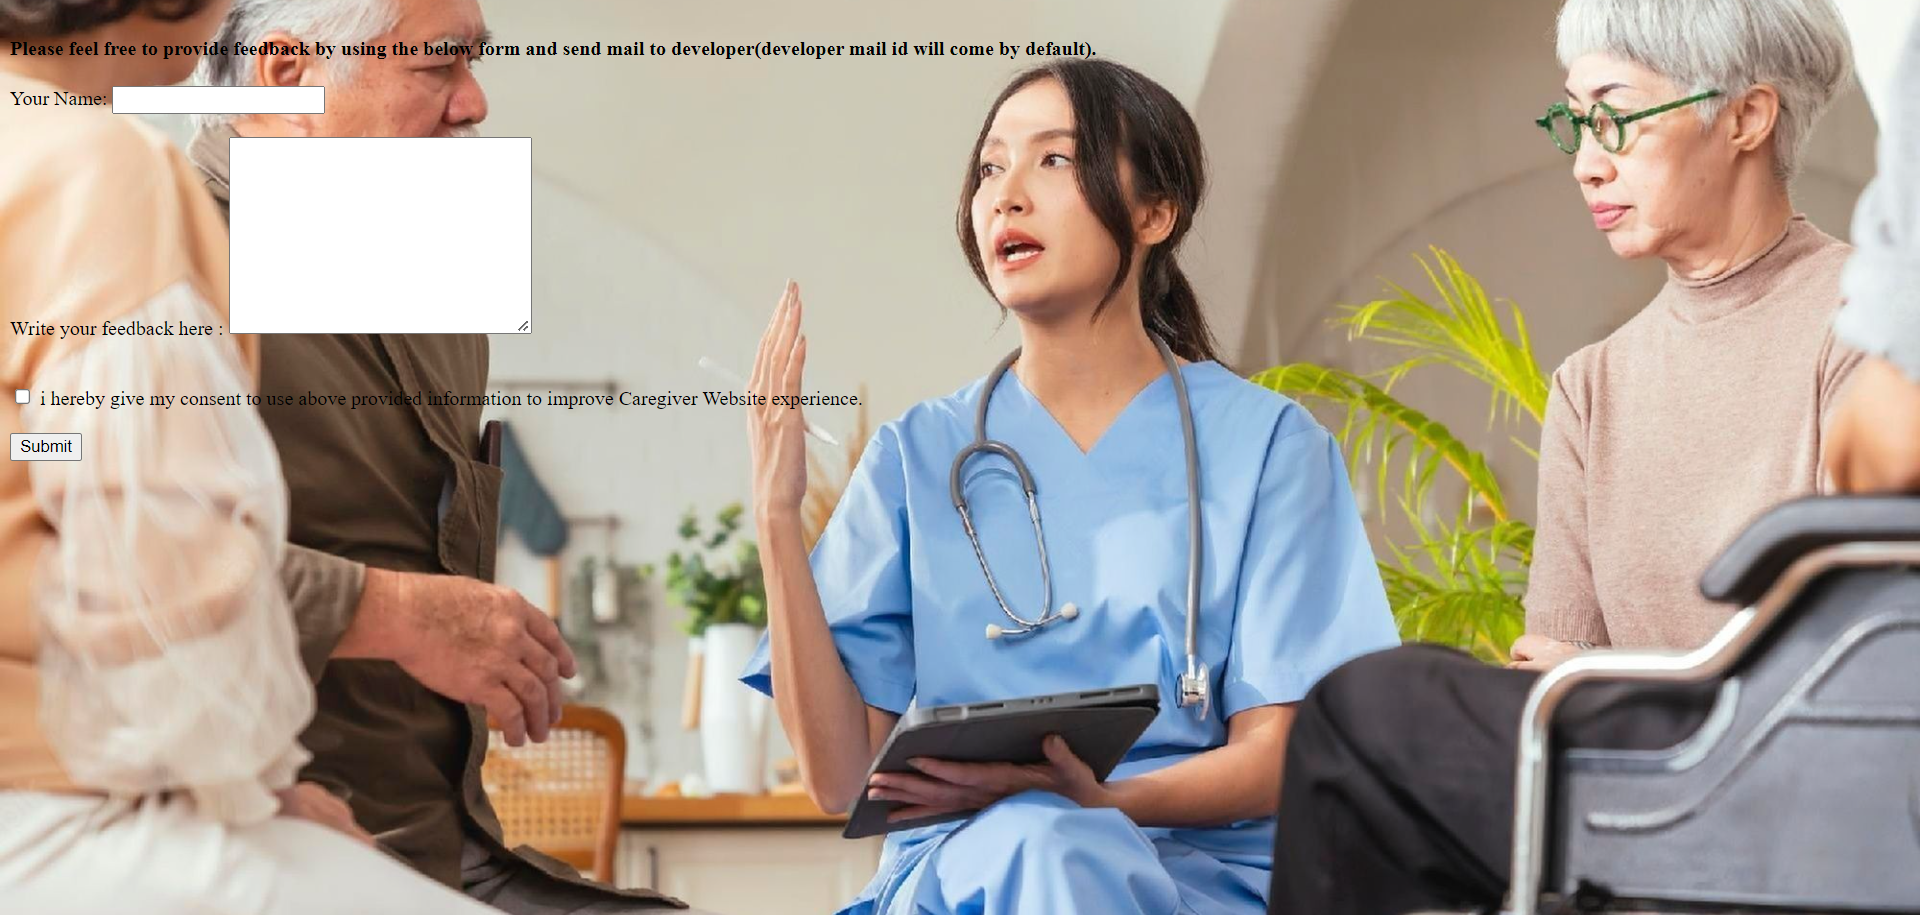 Please feel free to provide feedback by using the below form and send mail to developer(developer mail id will come by default).
Your Name:
Write your feedback here :
i hereby give my consent to use above provided information to improve Caregiver Website experience.
Submit